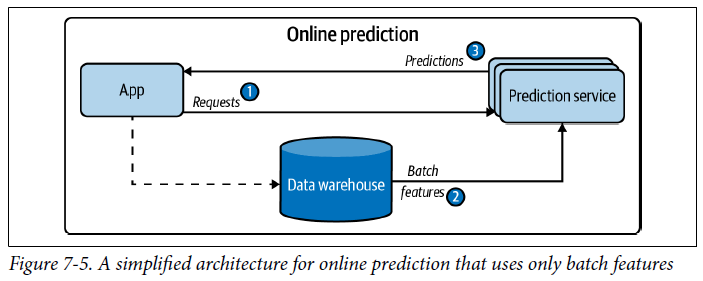 Online prediction
Predictions 3
App
Requests 1
Prediction service
Data warehouse
Batch
features 2
Figure 7-5. A simplified architecture for online prediction that uses only batch features